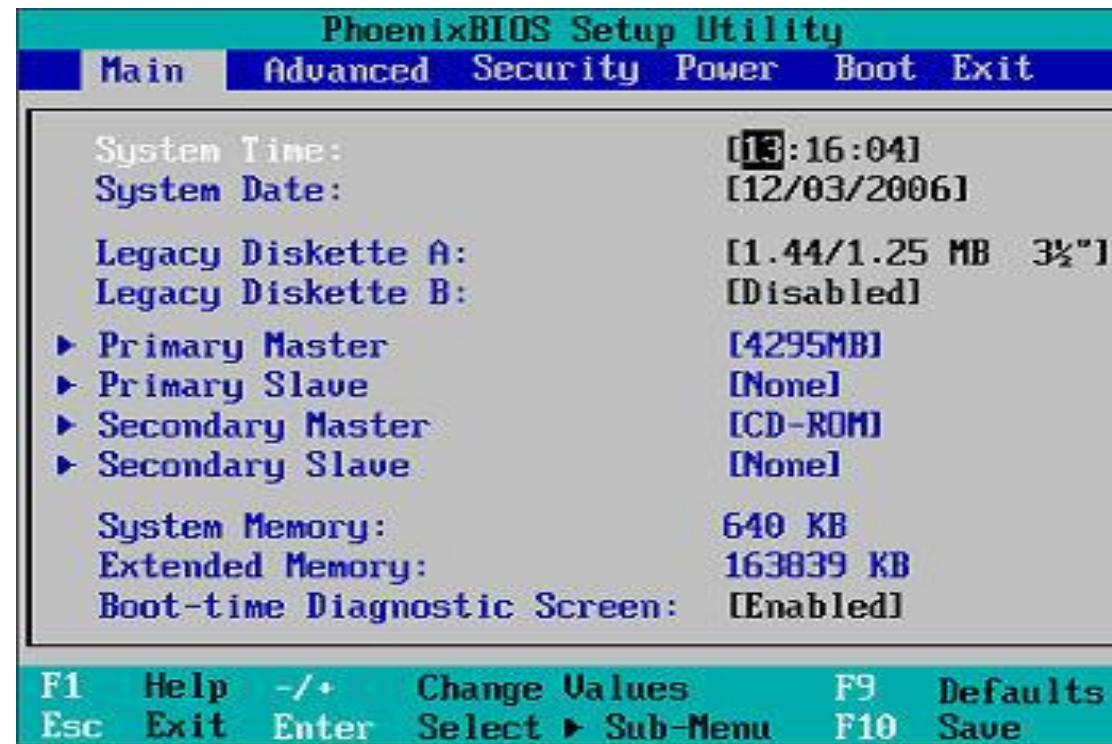 PhoenixBIOS Setup Utility
Main Advanced Security Power Boot Exit
System Time: [13:16:04]
System Date: [12/03/2006]
Legacy Diskette A: [1.44/1.25 MB 3½"]
Legacy Diskette B: [Disabled]
Primary Master [4295MB]
Primary Slave [None]
Secondary Master [CD-ROM]
Secondary Slave [None]
System Memory: 640 KB
Extended Memory: 163839 KB
Boot-time Diagnostic Screen: [Enabled]
F1 Help -/+ Change Values F9 Defaults
Esc Exit Enter Select ▶ Sub-Menu F10 Save